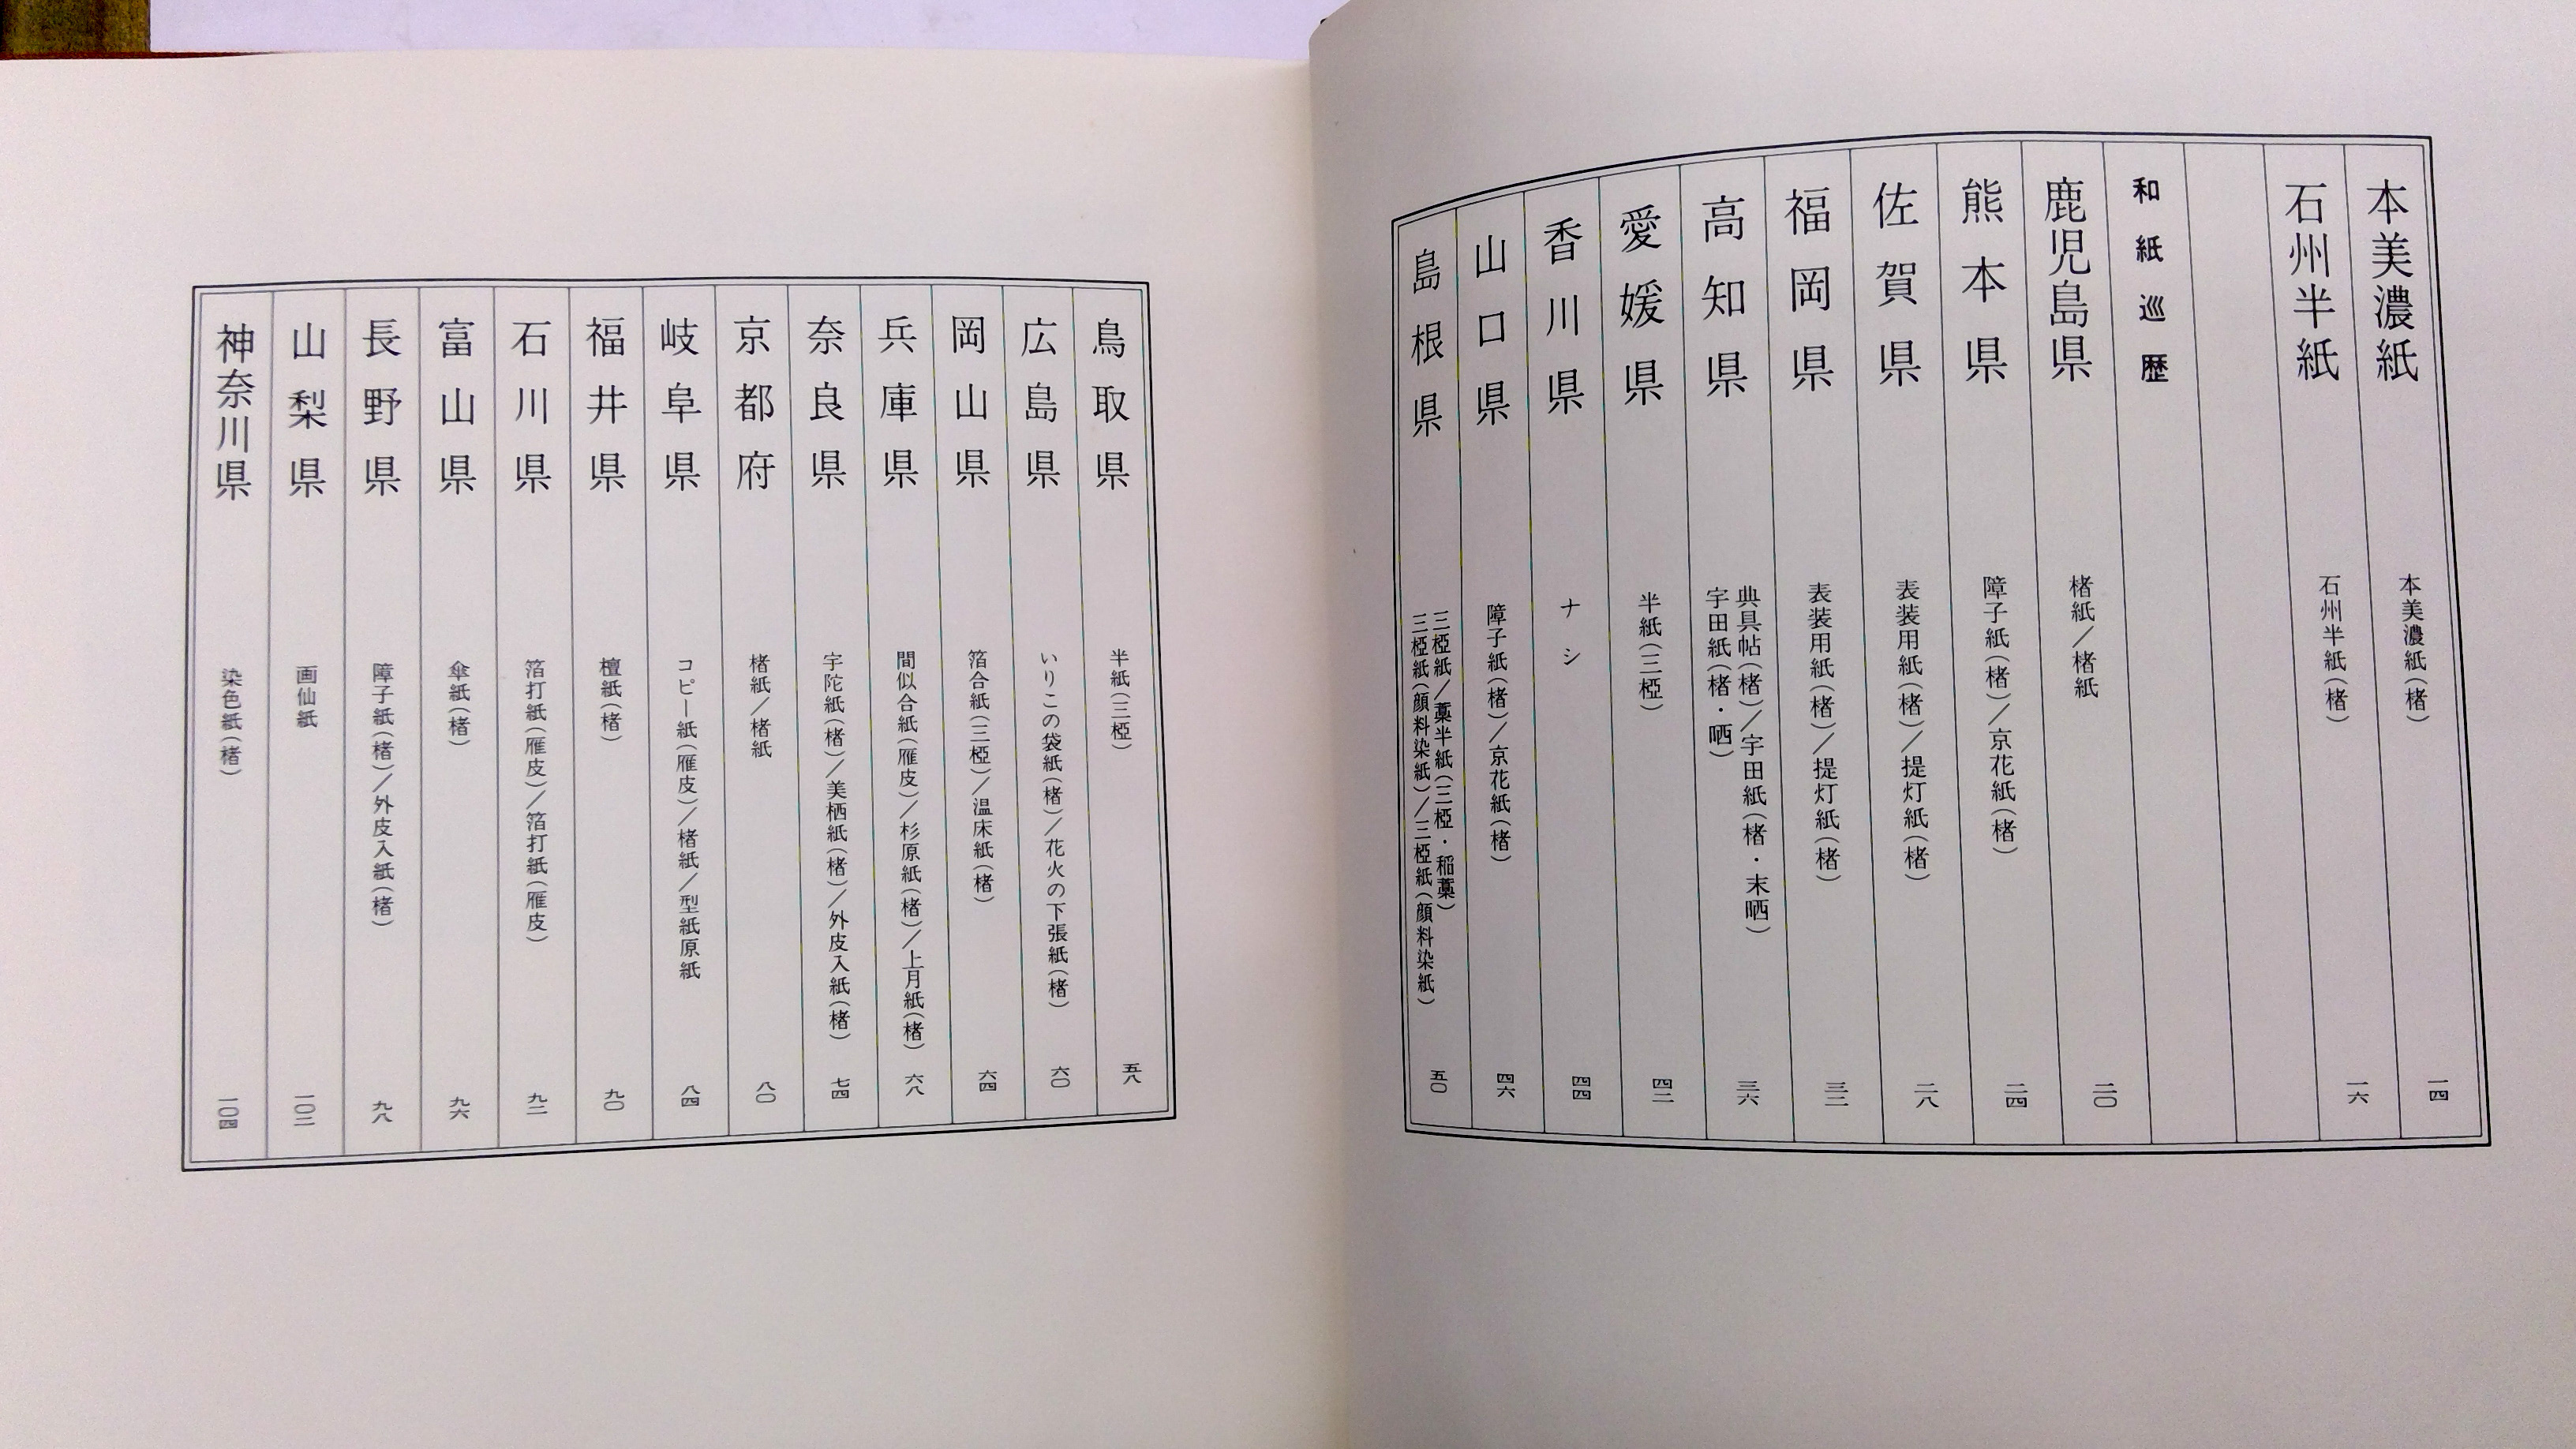 本美濃紙 本美濃紙(楮) 一四
石州半紙 石州半紙(楮) 一六
和紙巡歴
鹿児島県 楮紙／楮紙 二〇
熊本県 障子紙(楮)／京花紙(楮) 二四
佐賀県 表装用紙(楮)／提灯紙(楮) 二八
福岡県 表装用紙(楮)／提灯紙(楮) 三二
高知県 典具帖(楮)／宇田紙(楮・末晒)
宇田紙(楮・晒) 三六
愛媛県 半紙(三椏) 四二
香川県 ナシ 四四
山口県 障子紙(楮)／京花紙(楮) 四六
島根県 三椏紙／藁半紙(三椏・稲藁)
三椏紙(顔料染紙)／三椏紙(顔料染紙) 五〇
鳥取県 半紙(三椏) 五八
広島県 いりこの袋紙(楮)／花火の下張紙(楮) 六〇
岡山県 箔合紙(三椏)／温床紙(楮) 六四
兵庫県 間似合紙(雁皮)／杉原紙(楮)／上月紙(楮) 六八
奈良県 宇陀紙(楮)／美栖紙(楮)／外皮入紙(楮) 七四
京都府 楮紙／楮紙 八〇
岐阜県 コピー紙(雁皮)／楮紙／型紙原紙 八四
福井県 檀紙(楮) 九〇
石川県 箔打紙(雁皮)／箔打紙(雁皮) 九二
富山県 傘紙(楮) 九六
長野県 障子紙(楮)／外皮入紙(楮) 九八
山梨県 画仙紙 一〇二
神奈川県 染色紙(楮) 一〇四